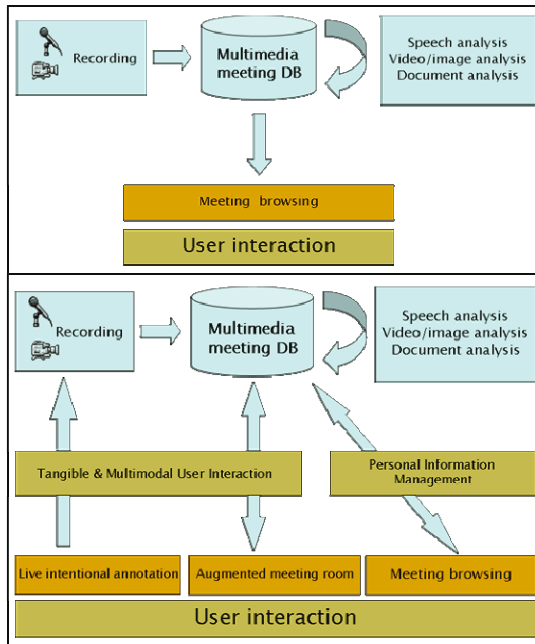 Recording
Multimedia
meeting DB
Speech analysis
Video/image analysis
Document analysis
Meeting browsing
User interaction
Recording
Multimedia
meeting DB
Speech analysis
Video/image analysis
Document analysis
Tangible & Multimodal User Interaction
Personal Information
Management
Live intentional annotation
Augmented meeting room
Meeting browsing
User interaction